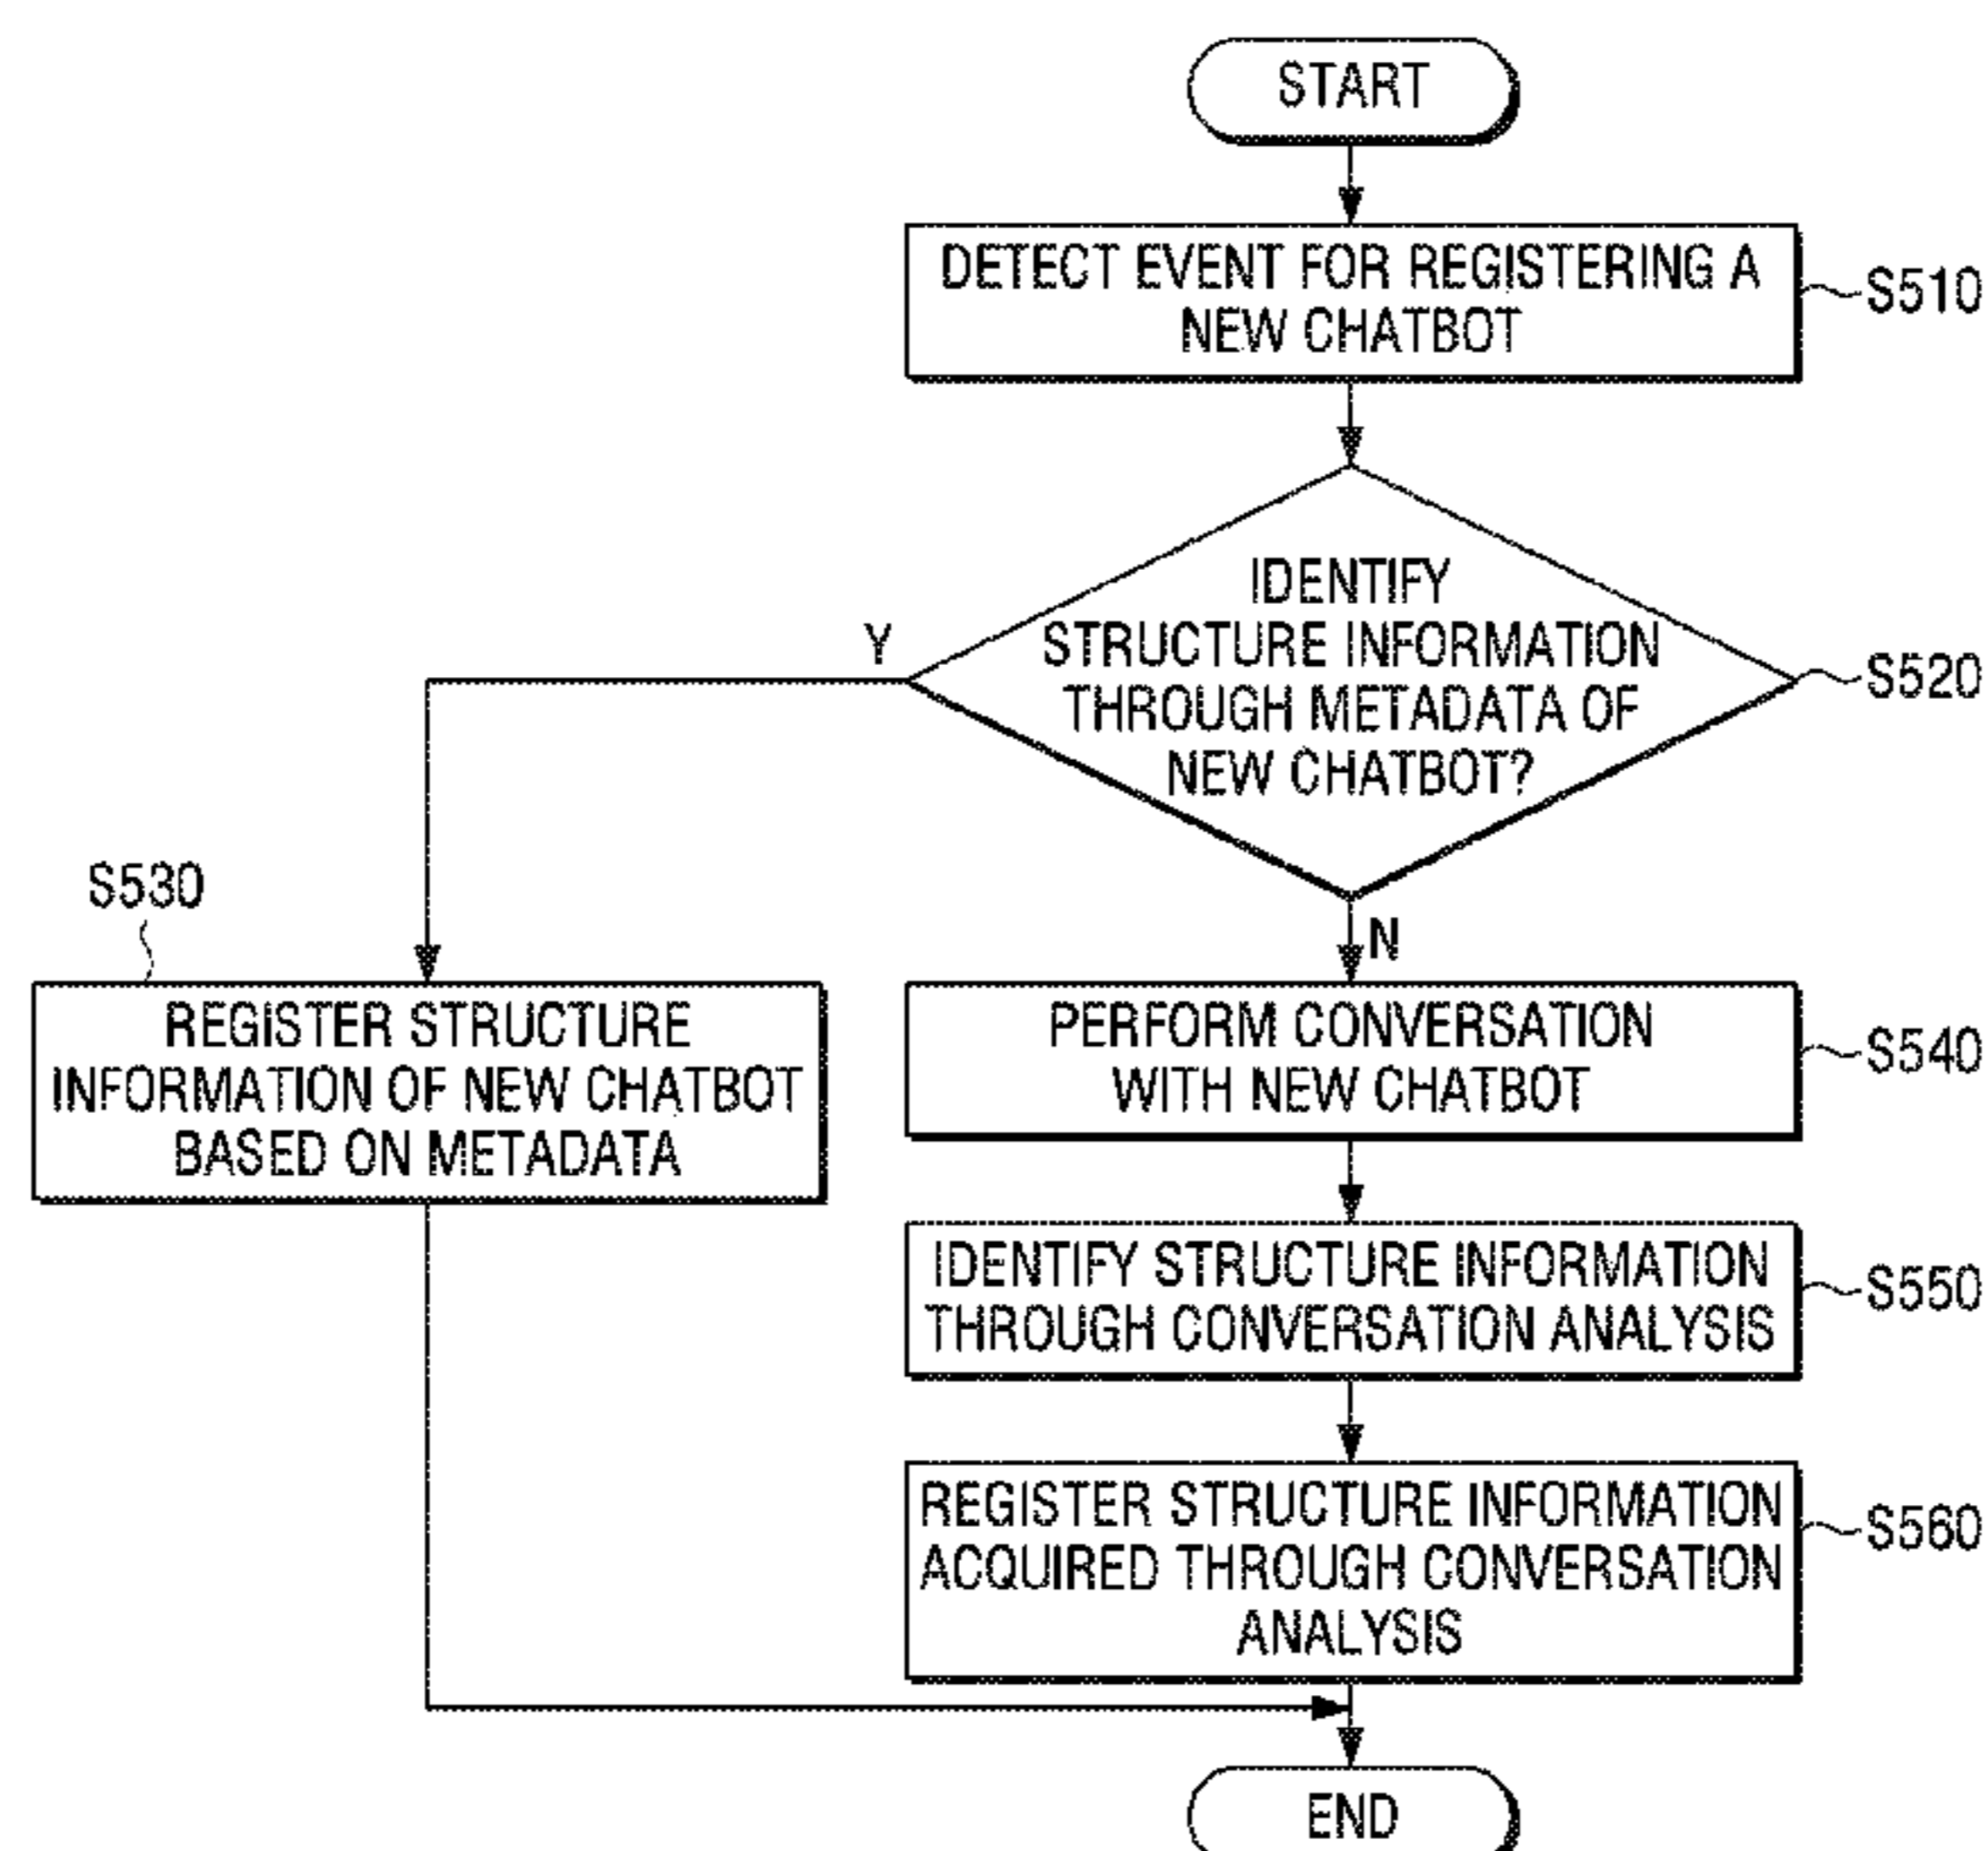 START
DETECT EVENT FOR REGISTERING A
NEW CHATBOT
S510
IDENTIFY
STRUCTURE INFORMATION
THROUGH METADATA OF
NEW CHATBOT?
S520
Y
N
S530
REGISTER STRUCTURE
INFORMATION OF NEW CHATBOT
BASED ON METADATA
PERFORM CONVERSATION
WITH NEW CHATBOT
S540
IDENTIFY STRUCTURE INFORMATION
THROUGH CONVERSATION ANALYSIS
S550
REGISTER STRUCTURE INFORMATION
ACQUIRED THROUGH CONVERSATION
ANALYSIS
S560
END